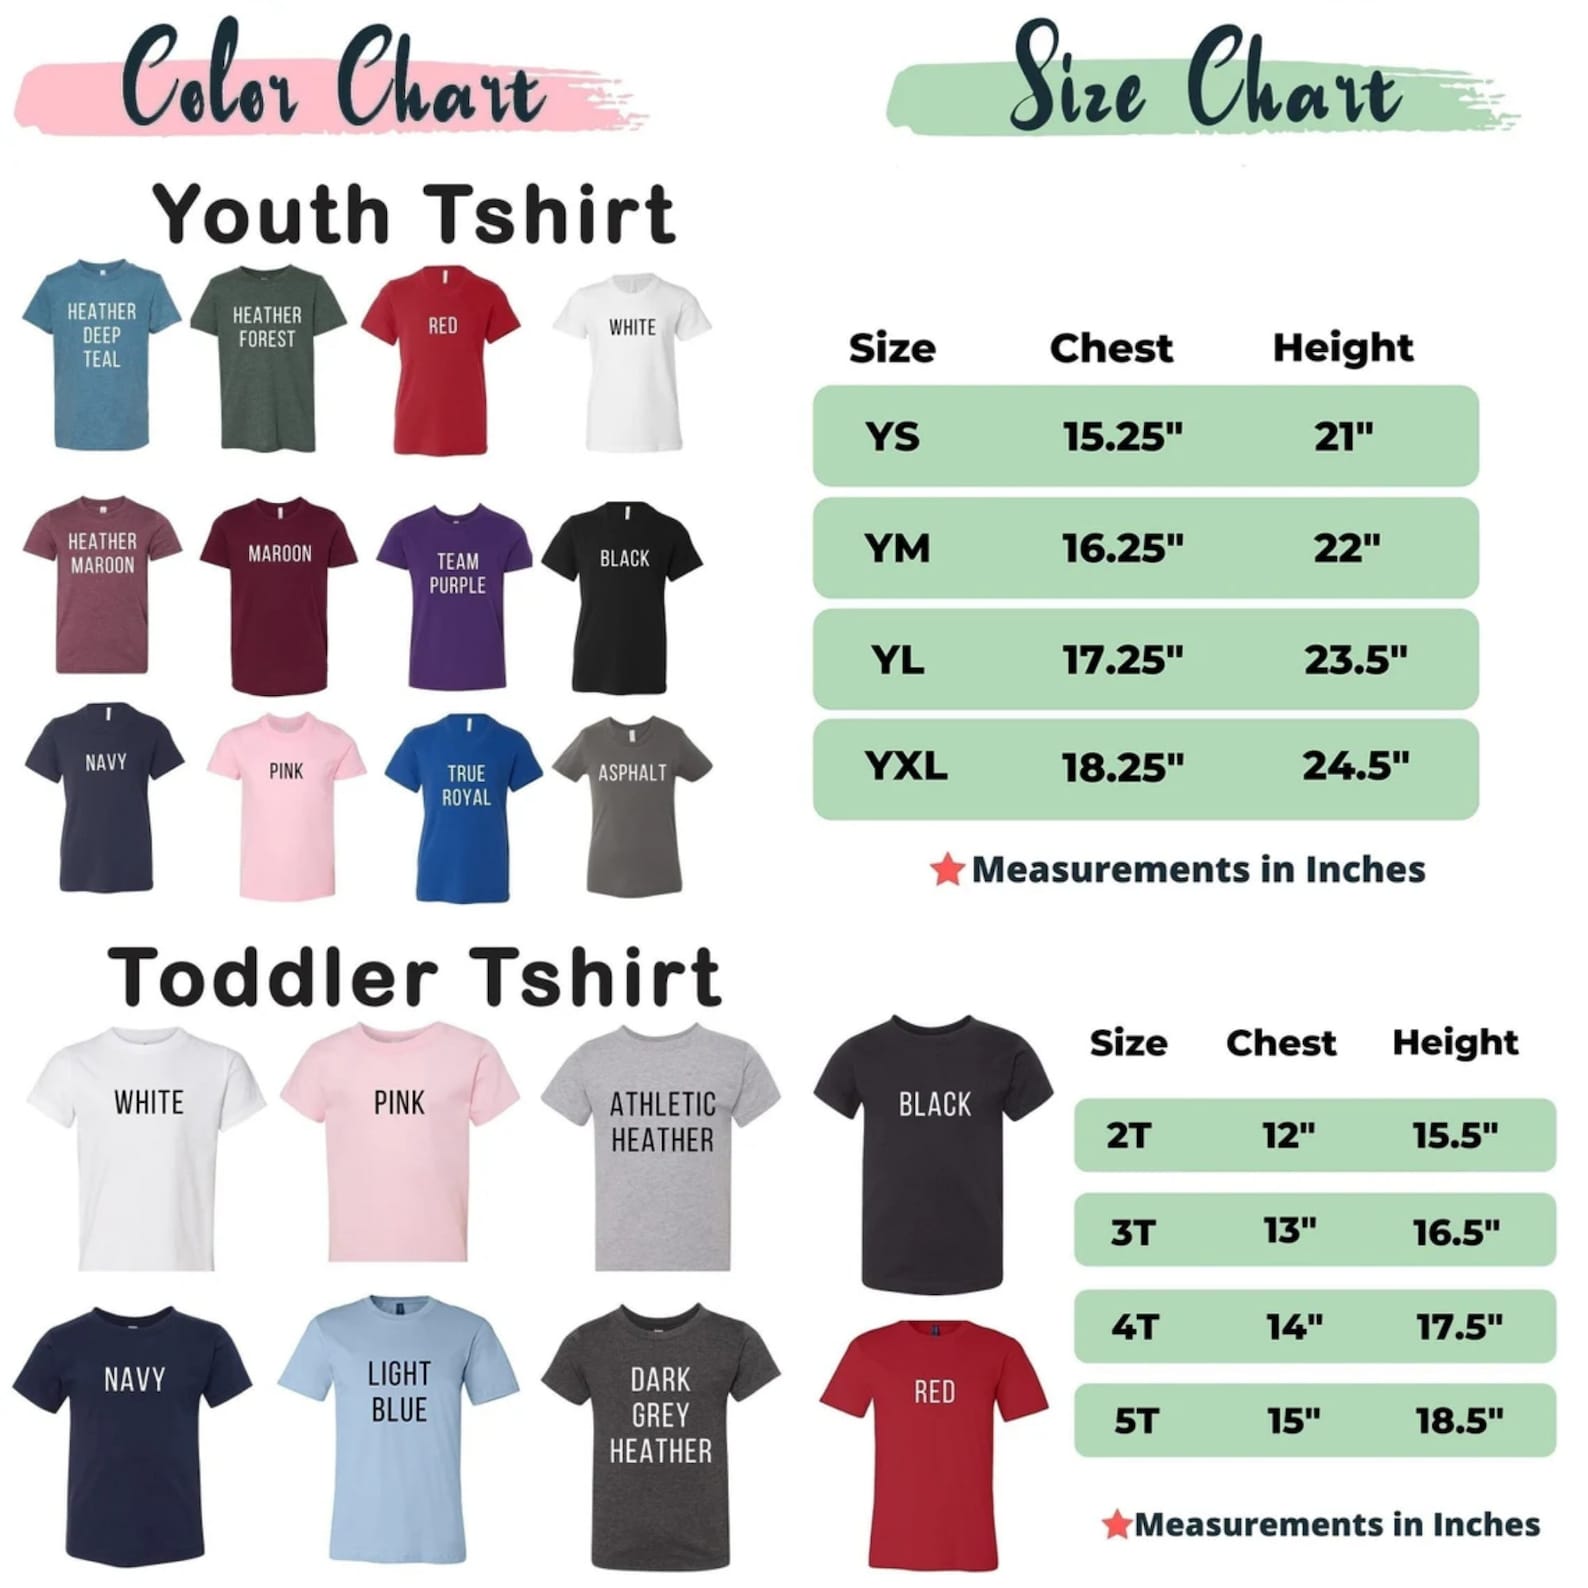 Color Chart
Size Chart
Youth Tshirt
HEATHER
DEEP
TEAL
HEATHER
FOREST
RED
WHITE
HEATHER
MAROON
MAROON
TEAM
PURPLE
BLACK
NAVY
PINK
TRUE
ROYAL
ASPHALT
Size Chest Height
YS 15.25" 21"
YM 16.25" 22"
YL 17.25" 23.5"
YXL 18.25" 24.5"
Measurements in Inches
Toddler Tshirt
WHITE
PINK
ATHLETIC
HEATHER
BLACK
NAVY
LIGHT
BLUE
DARK
GREY
HEATHER
RED
Size Chest Height
2T 12" 15.5"
3T 13" 16.5"
4T 14" 17.5"
5T 15" 18.5"
Measurements in Inches